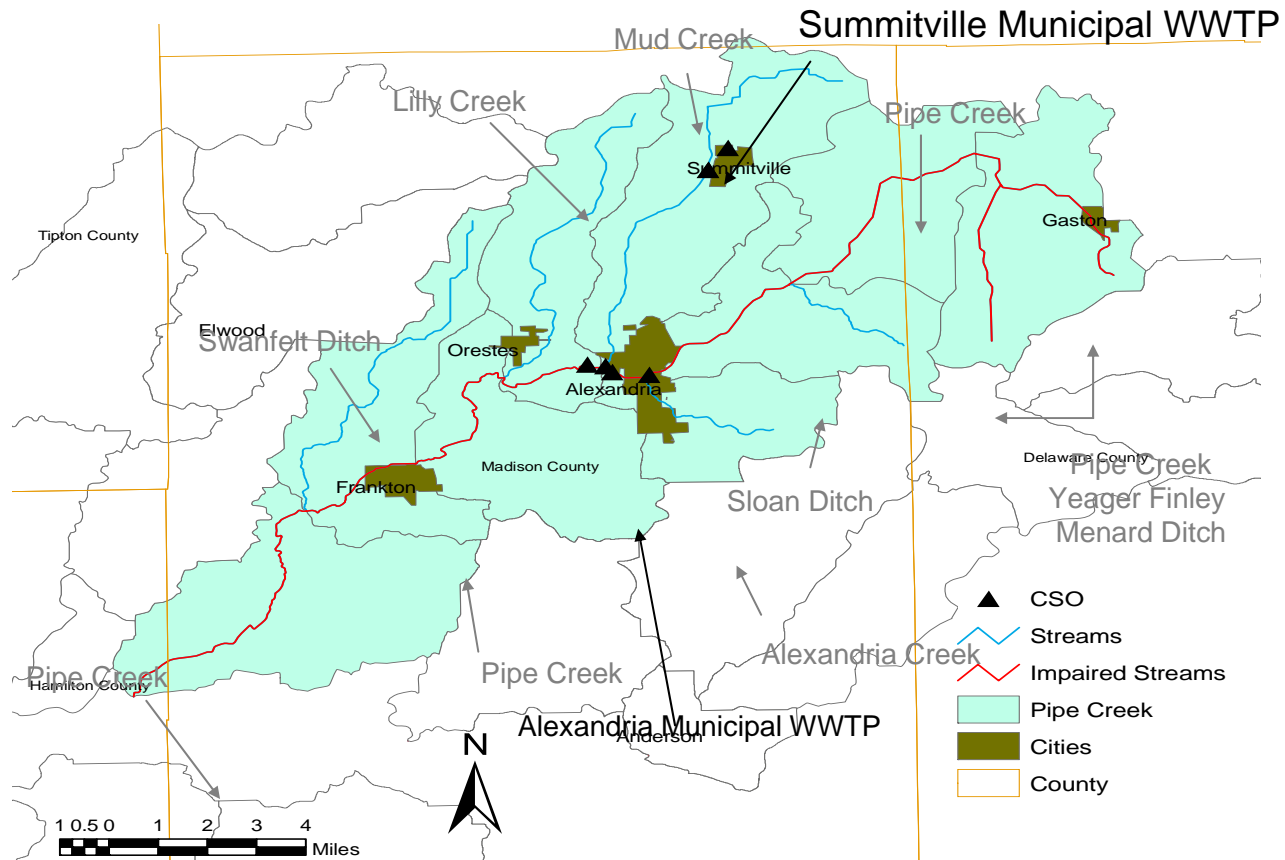 Summitville Municipal WWTP
Mud Creek
Lilly Creek
Pipe Creek
Summitville
Gaston
Tipton County
Elwood
Swanfelt Ditch
Orestes
Alexandria
Madison County
Delaware County
Pipe Creek
Yeager Finley
Menard Ditch
Frankton
Sloan Ditch
CSO
Streams
Impaired Streams
Pipe Creek
Cities
County
Alexandria Creek
Pipe Creek
Pipe Creek
Hamilton County
Alexandria Municipal WWTP
Anderson
N
1 0.5 0 1 2 3 4
Miles